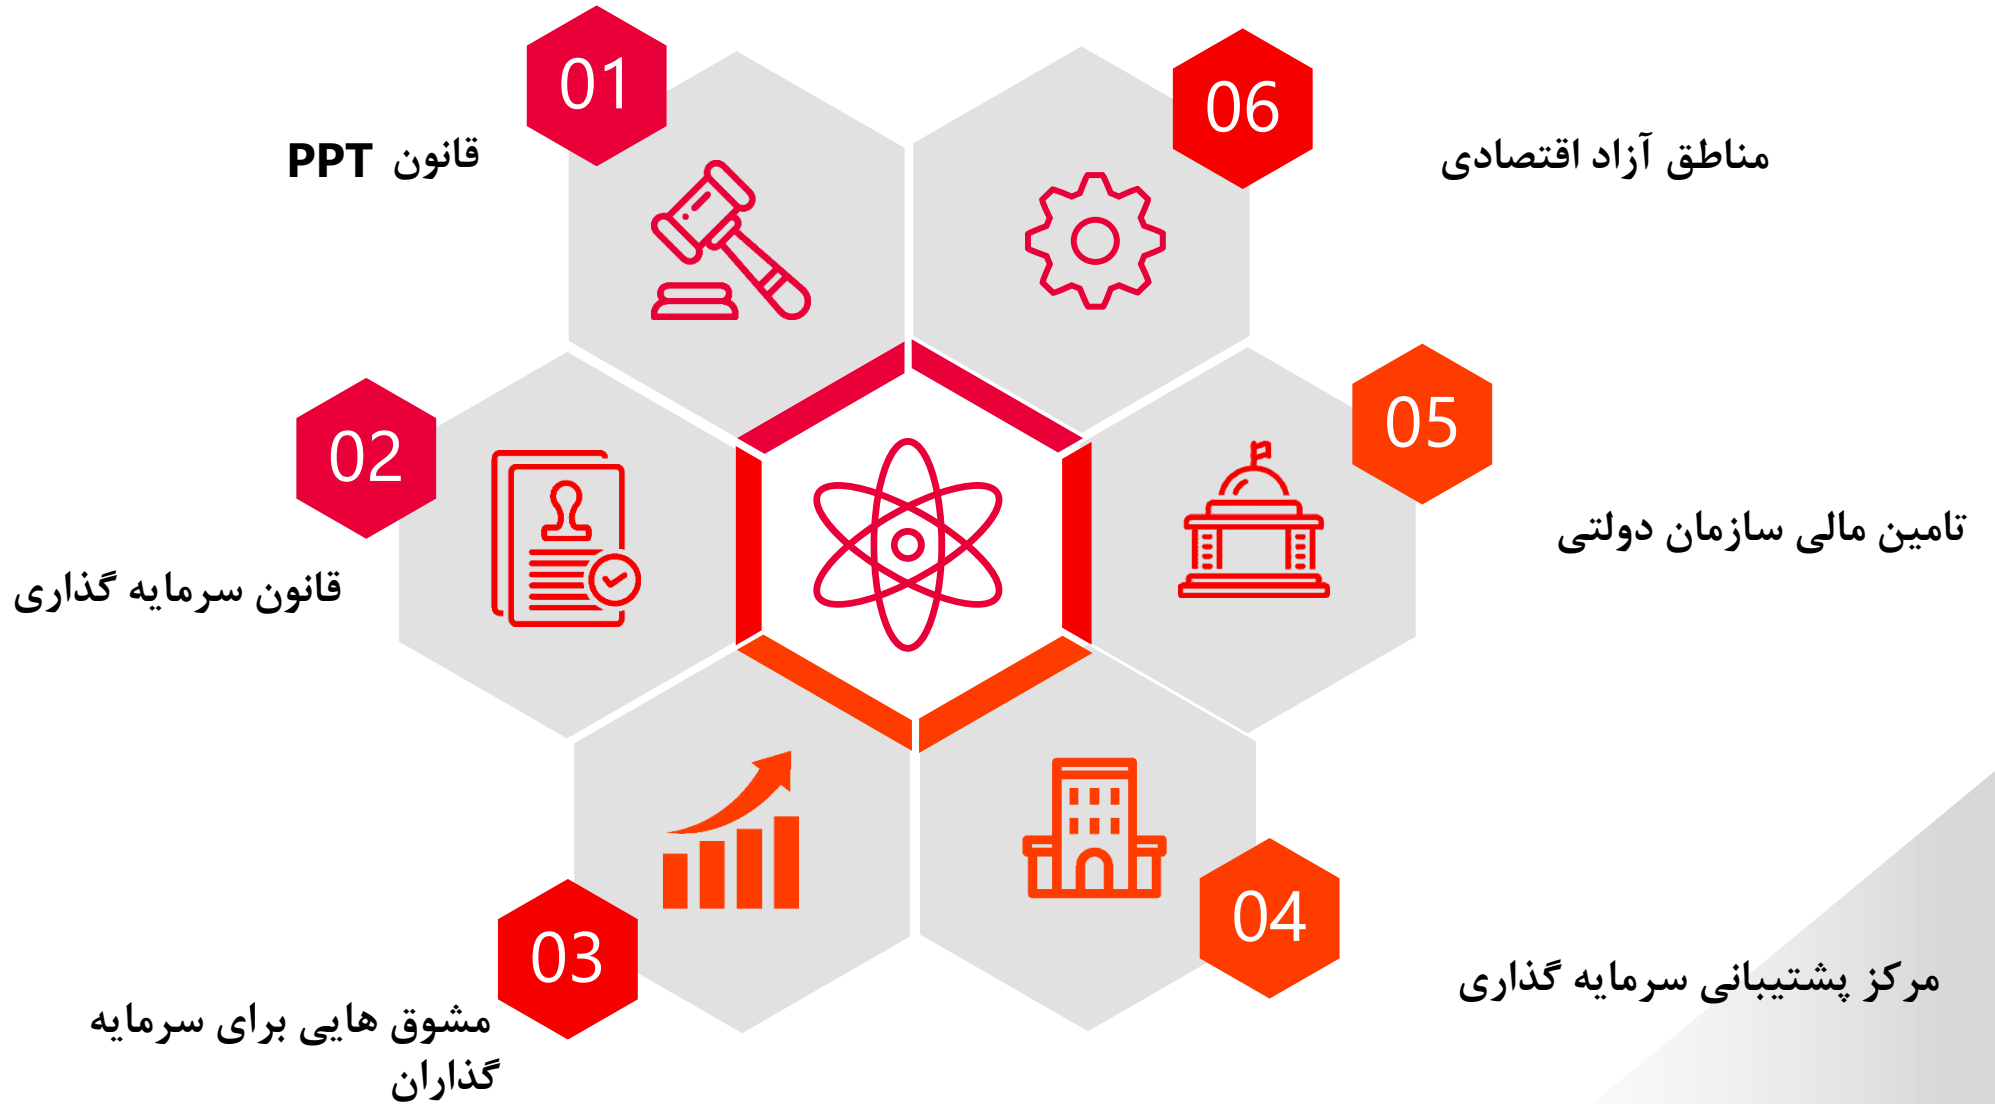 01
قانون PPT
02
قانون سرمایه گذاری
03
مشوق هایی برای سرمایه
گذاران
04
مرکز پشتیبانی سرمایه گذاری
05
تامین مالی سازمان دولتی
06
مناطق آزاد اقتصادی